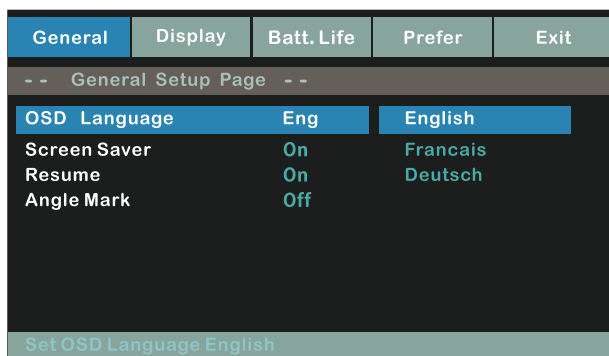 General Display Batt. Life Prefer Exit
-- General Setup Page --
OSD Language Eng English
Screen Saver On Francais
Resume On Deutsch
Angle Mark Off
Set OSD Language English